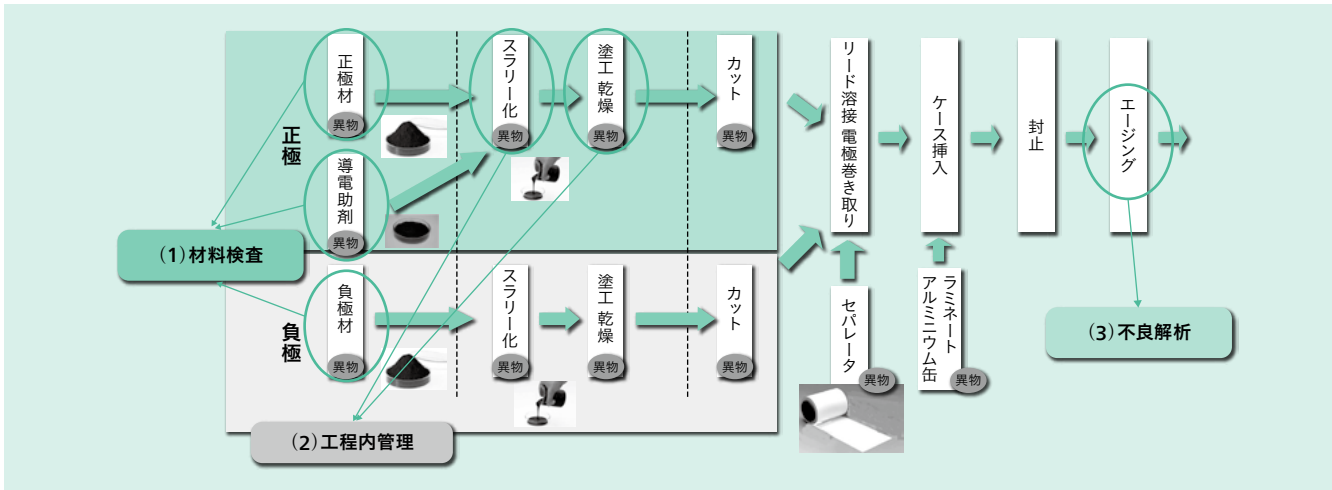 正極
正極材
異物
導電助剤
異物
スラリー化
異物
塗工 乾燥
異物
カット
異物
負極
負極材
異物
スラリー化
異物
塗工 乾燥
異物
カット
異物
リード溶接 電極巻き取り
ケース挿入
封止
エージング
セパレータ
異物
ラミネート
アルミニウム缶
異物
(1)材料検査
(2)工程内管理
(3)不良解析